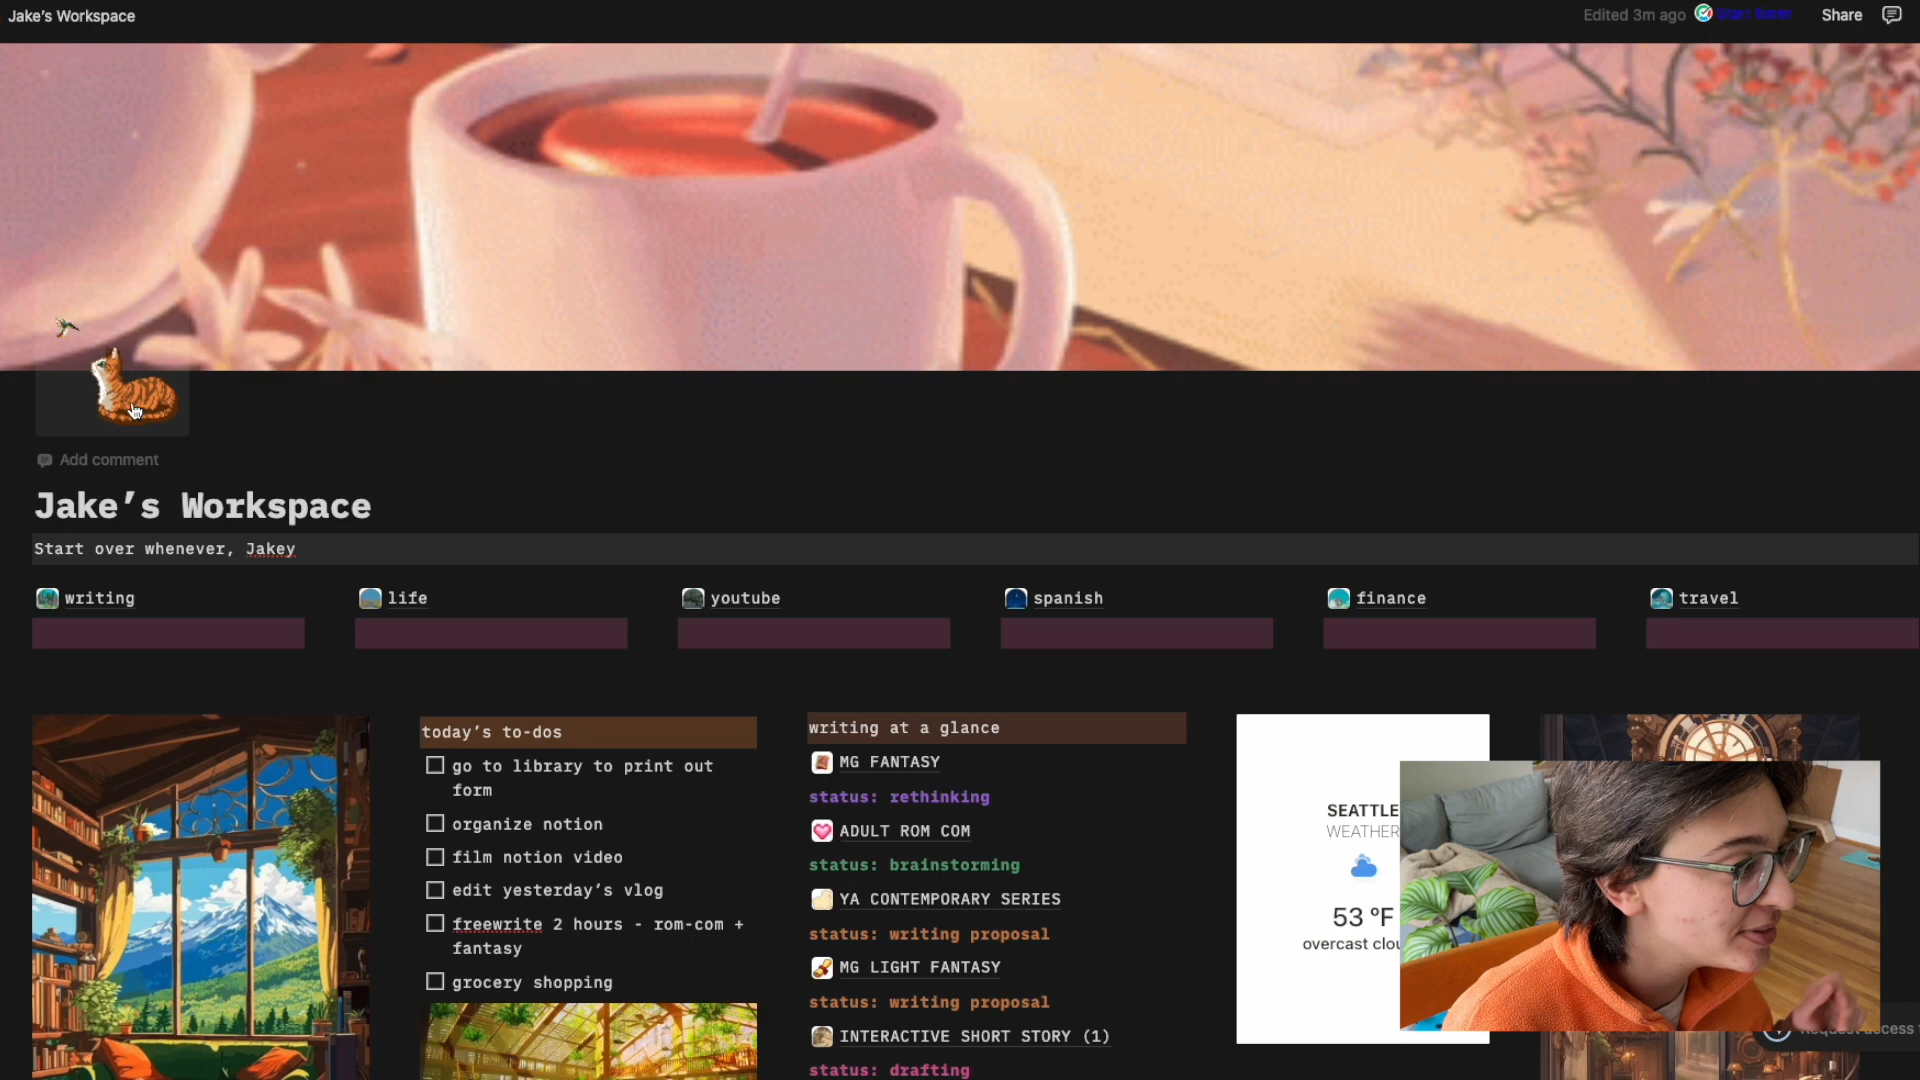 Jake's Workspace
Edited 3m ago
Share
Add comment
Jake's Workspace
Start over whenever, Jakey
writing
life
youtube
spanish
finance
travel
today's to-dos
go to library to print out
form
organize notion
film notion video
edit yesterday's vlog
freewrite 2 hours - rom-com +
fantasy
grocery shopping
writing at a glance
MG FANTASY
status: rethinking
ADULT ROM COM
status: brainstorming
YA CONTEMPORARY SERIES
status: writing proposal
MG LIGHT FANTASY
status: writing proposal
INTERACTIVE SHORT STORY (1)
status: drafting
SEATTLE
WEATHER
53 °F
overcast clou
Request access